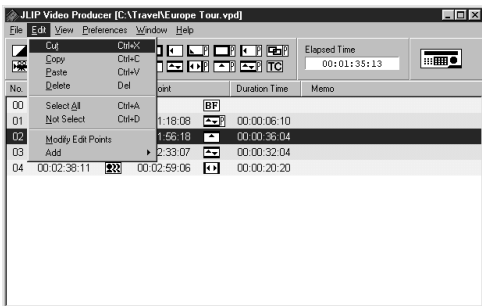 JLIP Video Producer [C:\Travel\Europe Tour.vpd]
File Edit View Preferences Window Help
Cut Ctrl+X
Copy Ctrl+C
Paste Ctrl+V
Delete Del
Select All Ctrl+A
Not Select Ctrl+D
Modify Edit Points
Add
P P P
P P P TC
Elapsed Time
00:01:35:13
No. oint Duration Time Memo
00 BF
01 1:18:08 P 00:00:06:10
02 1:56:18 00:00:36:04
03 2:33:07 00:00:32:04
04 00:02:38:11 00:02:59:06 00:00:20:20